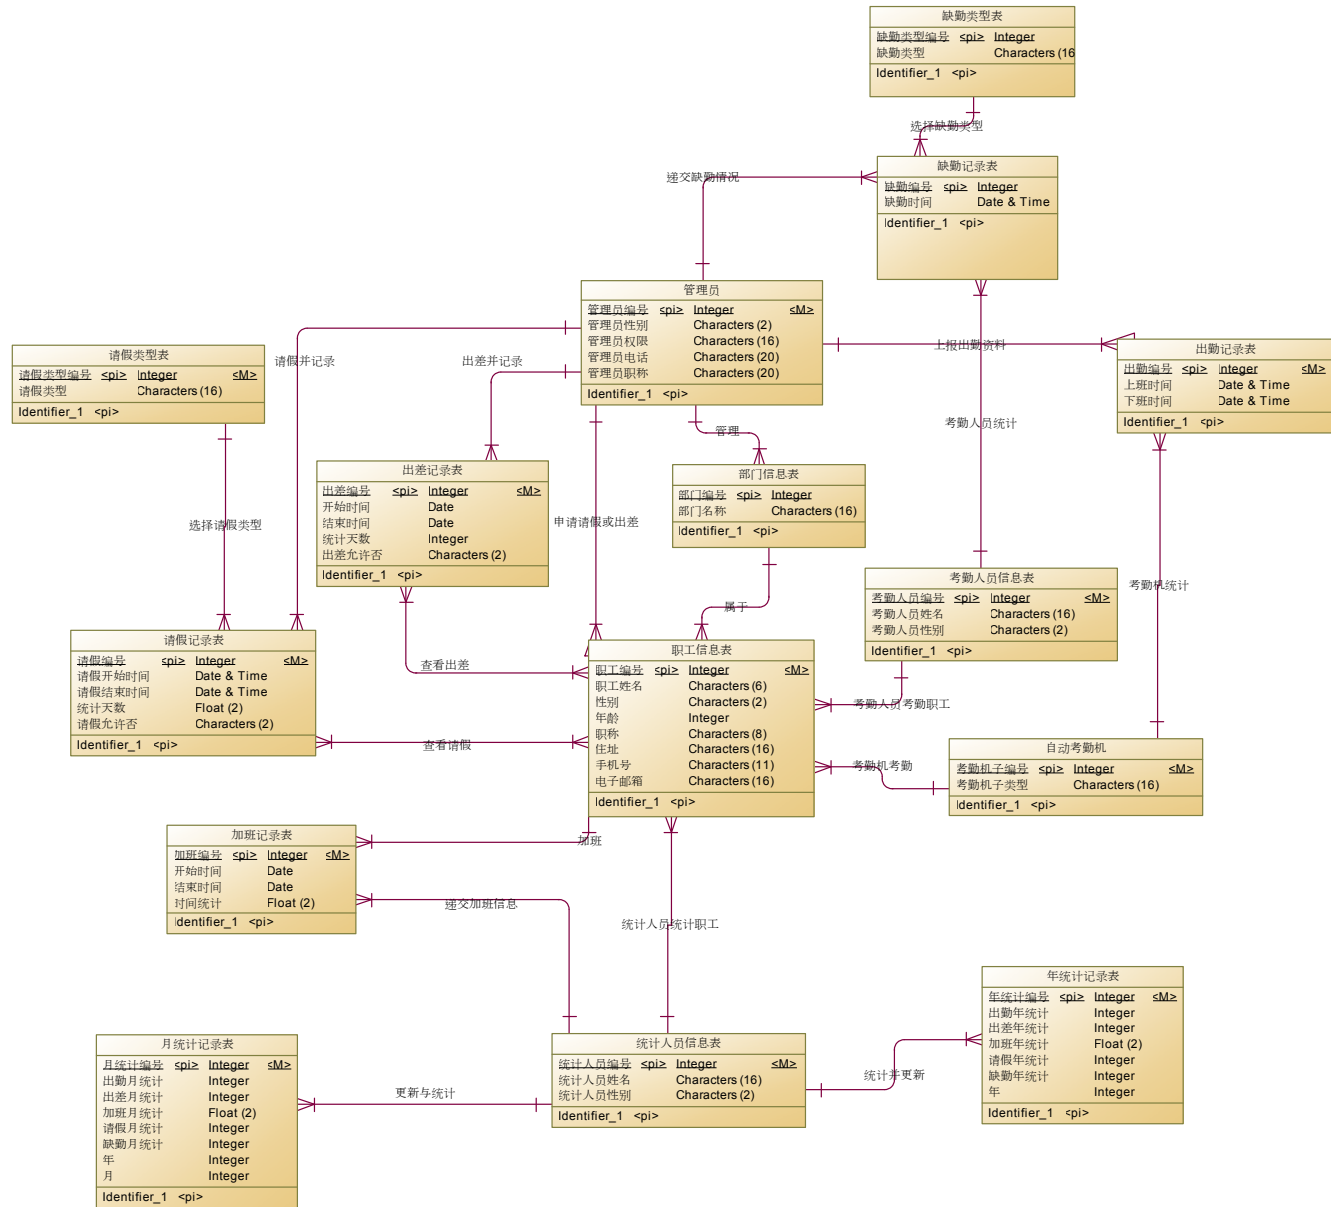 缺勤类型表
缺勤类型编号 <pi> Integer
缺勤类型 Characters (16
Identifier_1 <pi>
选择缺勤类型
缺勤记录表
缺勤编号 <pi> Integer
缺勤时间 Date & Time
Identifier_1 <pi>
递交缺勤情况
管理员
管理员编号 <pi> Integer <M>
管理员性别 Characters (2)
管理员权限 Characters (16)
管理员电话 Characters (20)
管理员职称 Characters (20)
Identifier_1 <pi>
请假类型表
请假类型编号 <pi> Integer <M>
请假类型 Characters (16)
Identifier_1 <pi>
请假并记录
出差并记录
上报出勤资料
出勤记录表
出勤编号 <pi> Integer <M>
上班时间 Date & Time
下班时间 Date & Time
Identifier_1 <pi>
管理
考勤人员统计
出差记录表
出差编号 <pi> Integer <M>
开始时间 Date
结束时间 Date
统计天数 Integer
出差允许否 Characters (2)
Identifier_1 <pi>
部门信息表
部门编号 <pi> Integer
部门名称 Characters (16)
Identifier_1 <pi>
选择请假类型
申请请假或出差
考勤人员信息表
考勤人员编号 <pi> Integer <M>
考勤人员姓名 Characters (16)
考勤人员性别 Characters (2)
Identifier_1 <pi>
考勤机统计
属于
请假记录表
请假编号 <pi> Integer <M>
请假开始时间 Date & Time
请假结束时间 Date & Time
统计天数 Float (2)
请假允许否 Characters (2)
Identifier_1 <pi>
查看出差
查看请假
职工信息表
职工编号 <pi> Integer <M>
职工姓名 Characters (6)
性别 Characters (2)
年龄 Integer
职称 Characters (8)
住址 Characters (16)
手机号 Characters (11)
电子邮箱 Characters (16)
Identifier_1 <pi>
考勤人员考勤职工
考勤机考勤
自动考勤机
考勤机子编号 <pi> Integer <M>
考勤机子类型 Characters (16)
Identifier_1 <pi>
加班记录表
加班编号 <pi> Integer <M>
开始时间 Date
结束时间 Date
时间统计 Float (2)
Identifier_1 <pi>
加班
递交加班信息
统计人员统计职工
年统计记录表
年统计编号 <pi> Integer <M>
出勤年统计 Integer
出差年统计 Integer
加班年统计 Float (2)
请假年统计 Integer
缺勤年统计 Integer
年 Integer
Identifier_1 <pi>
月统计记录表
月统计编号 <pi> Integer <M>
出勤月统计 Integer
出差月统计 Integer
加班月统计 Float (2)
请假月统计 Integer
缺勤月统计 Integer
年 Integer
月 Integer
Identifier_1 <pi>
更新与统计
统计人员信息表
统计人员编号 <pi> Integer <M>
统计人员姓名 Characters (16)
统计人员性别 Characters (2)
Identifier_1 <pi>
统计并更新